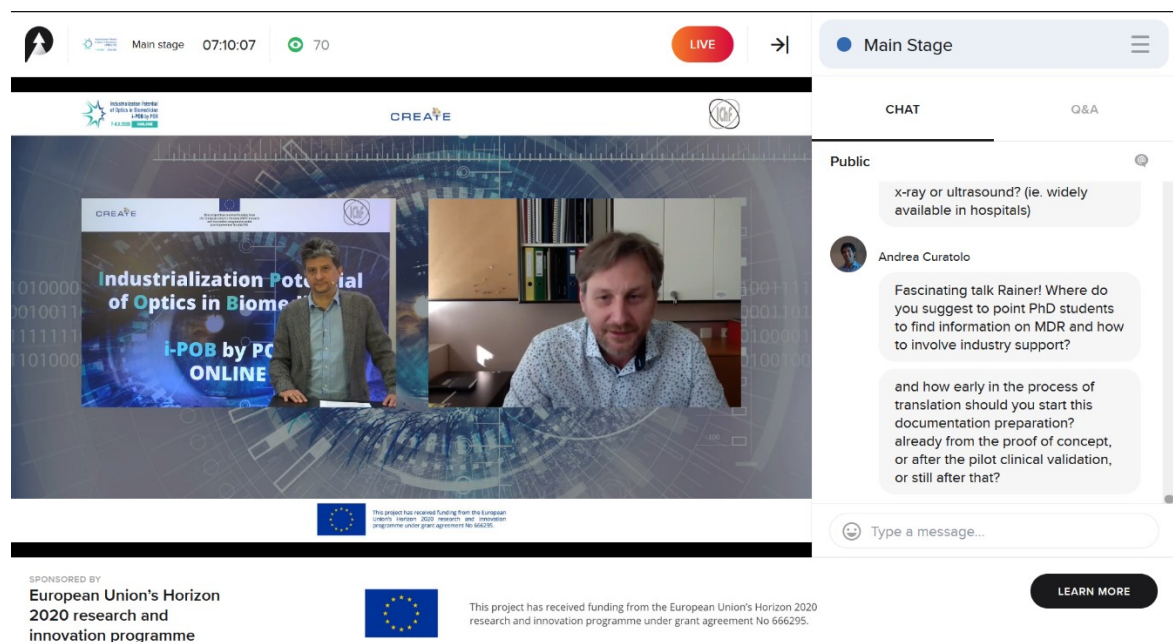 Main stage
07:10:07
70
LIVE
Main Stage
CHAT
Q&A
Public
x-ray or ultrasound? (ie. widely
available in hospitals)
Andrea Curatolo
Fascinating talk Rainer! Where do
you suggest to point PhD students
to find information on MDR and how
to involve industry support?
and how early in the process of
translation should you start this
documentation preparation?
already from the proof of concept,
or after the pilot clinical validation,
or still after that?
Type a message...
Industrialization Potential
of Optics in Biomedicine
i-POB by POB
ONLINE
CREATE
IChF
CREATE
IChF
Industrialization Pot ial
of Optics in Biome
i-POB by PO
ONLINE
This project has received funding from the European
Union's Horizon 2020 research and innovation
programme under grant agreement No 666295.
SPONSORED BY
European Union's Horizon
2020 research and
innovation programme
This project has received funding from the European Union's Horizon 2020
research and innovation programme under grant agreement No 666295.
LEARN MORE